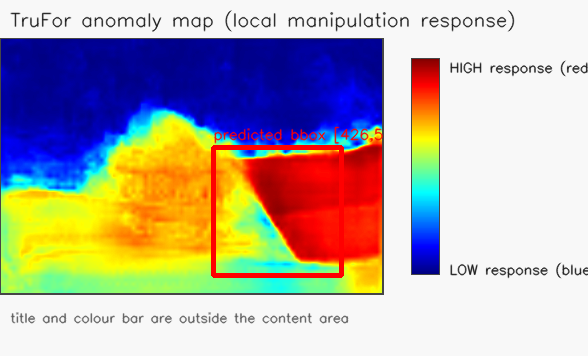 TruFor anomaly map (local manipulation response)
HIGH response (red
predicted bbox [426.5
LOW response (blue
title and colour bar are outside the content area